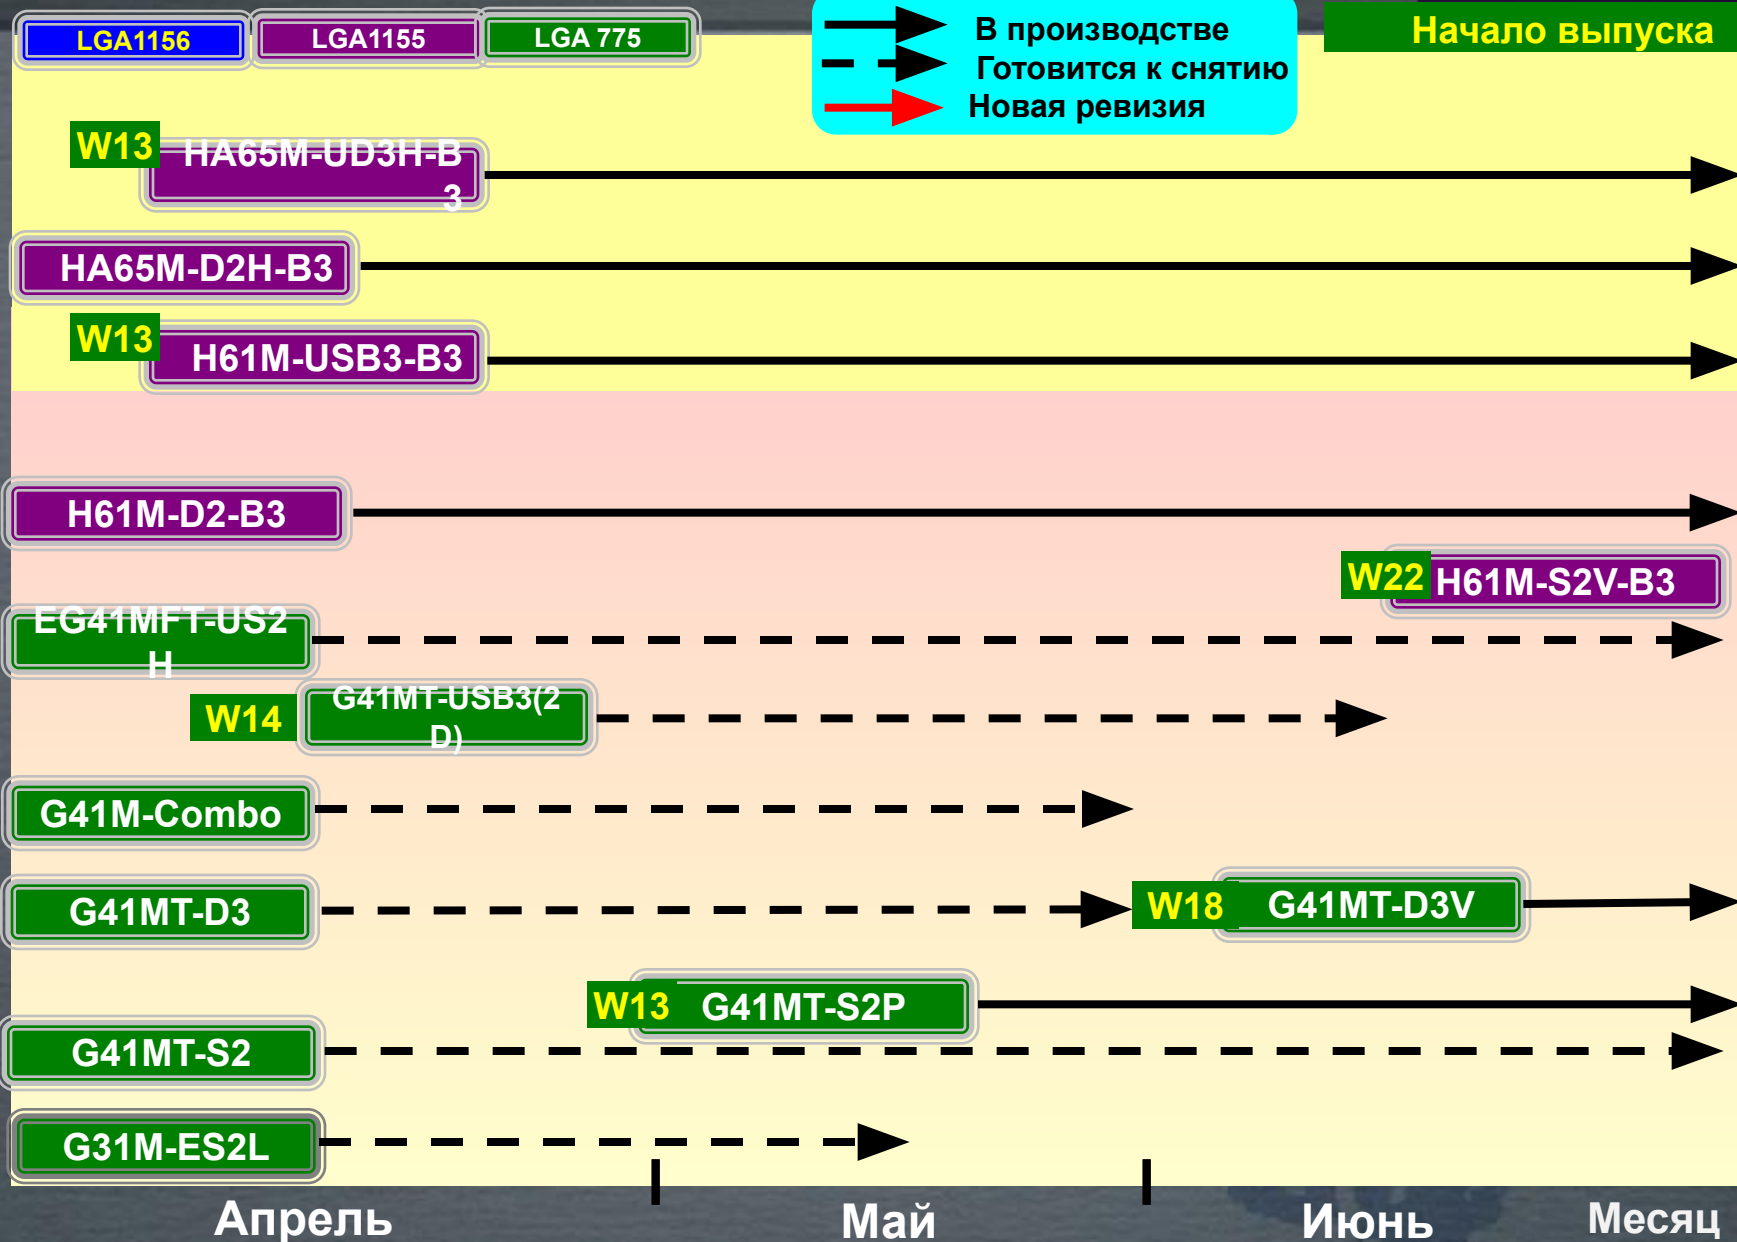 LGA1156
LGA1155
LGA 775
В производстве
Готовится к снятию
Новая ревизия
Начало выпуска
W13
HA65M-UD3H-B
3
HA65M-D2H-B3
W13
H61M-USB3-B3
H61M-D2-B3
W22
H61M-S2V-B3
EG41MFT-US2
H
W14
G41MT-USB3(2
D)
G41M-Combo
G41MT-D3
W18
G41MT-D3V
W13
G41MT-S2P
G41MT-S2
G31M-ES2L
Апрель
Май
Июнь
Месяц